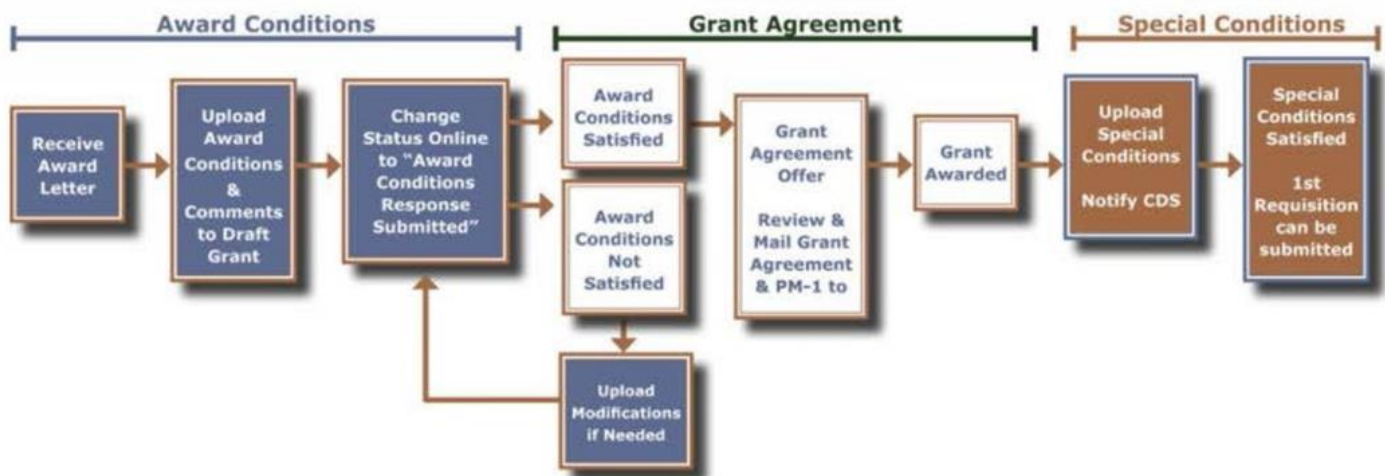 Award Conditions
Grant Agreement
Special Conditions
Receive
Award
Letter
Upload
Award
Conditions
&
Comments
to Draft
Grant
Change
Status Online
to “Award
Conditions
Response
Submitted”
Award
Conditions
Satisfied
Award
Conditions
Not
Satisfied
Upload
Modifications
if Needed
Grant
Agreement
Offer
Review &
Mail Grant
Agreement
& PM-1 to
Grant
Awarded
Upload
Special
Conditions
Notify CDS
Special
Conditions
Satisfied
1st
Requisition
can be
submitted